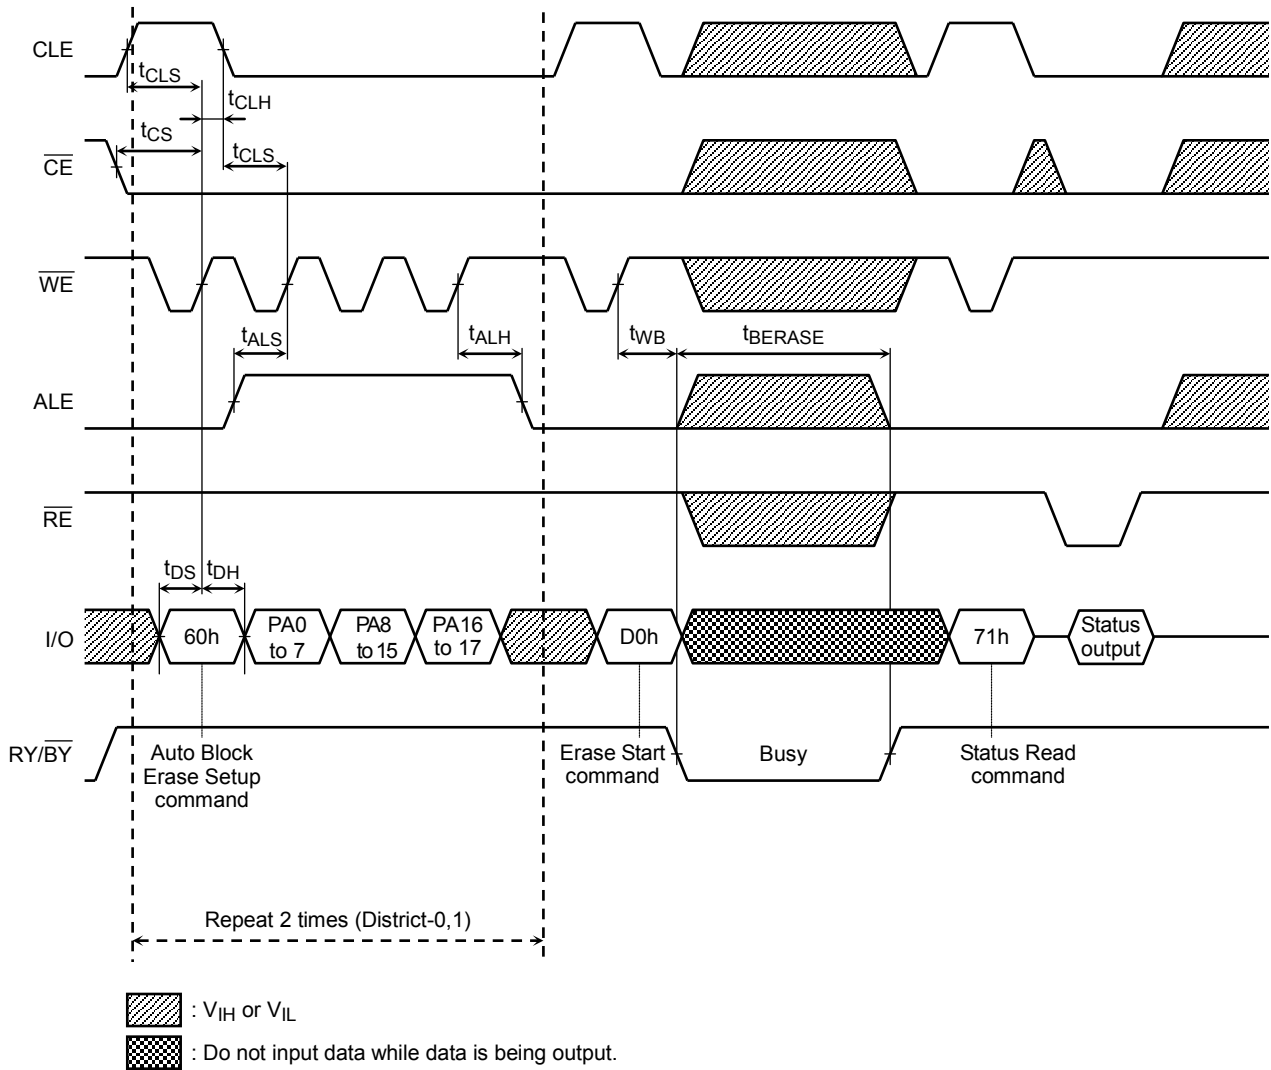 CLE
tCLS
tCLH
tCS
tCLS
CE
WE
tALS
tALH
tWB
tBERASE
ALE
RE
tDS
tDH
I/O
60h
PA0
to 7
PA8
to 15
PA16
to 17
D0h
71h
Status
output
RY/BY
Auto Block
Erase Setup
command
Erase Start
command
Busy
Status Read
command
Repeat 2 times (District-0,1)
: VIH or VIL
: Do not input data while data is being output.